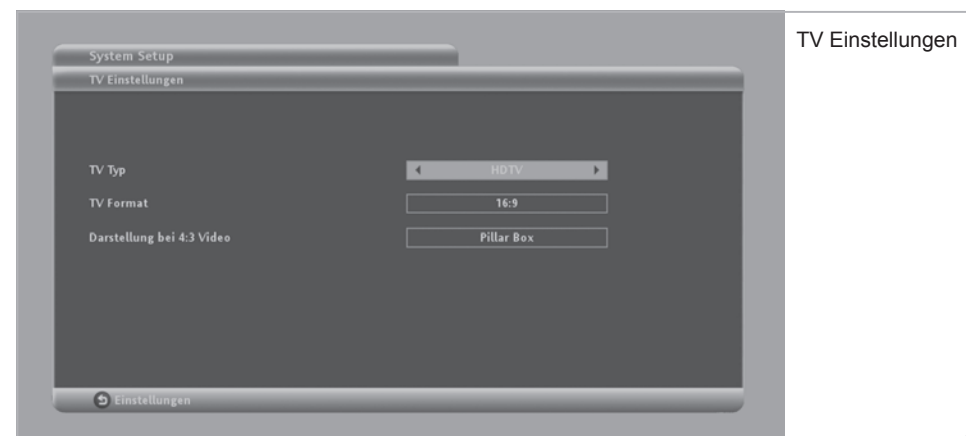 System Setup
TV Einstellungen
TV Typ
HDTV
TV Format
16:9
Darstellung bei 4:3 Video
Pillar Box
Einstellungen
TV Einstellungen